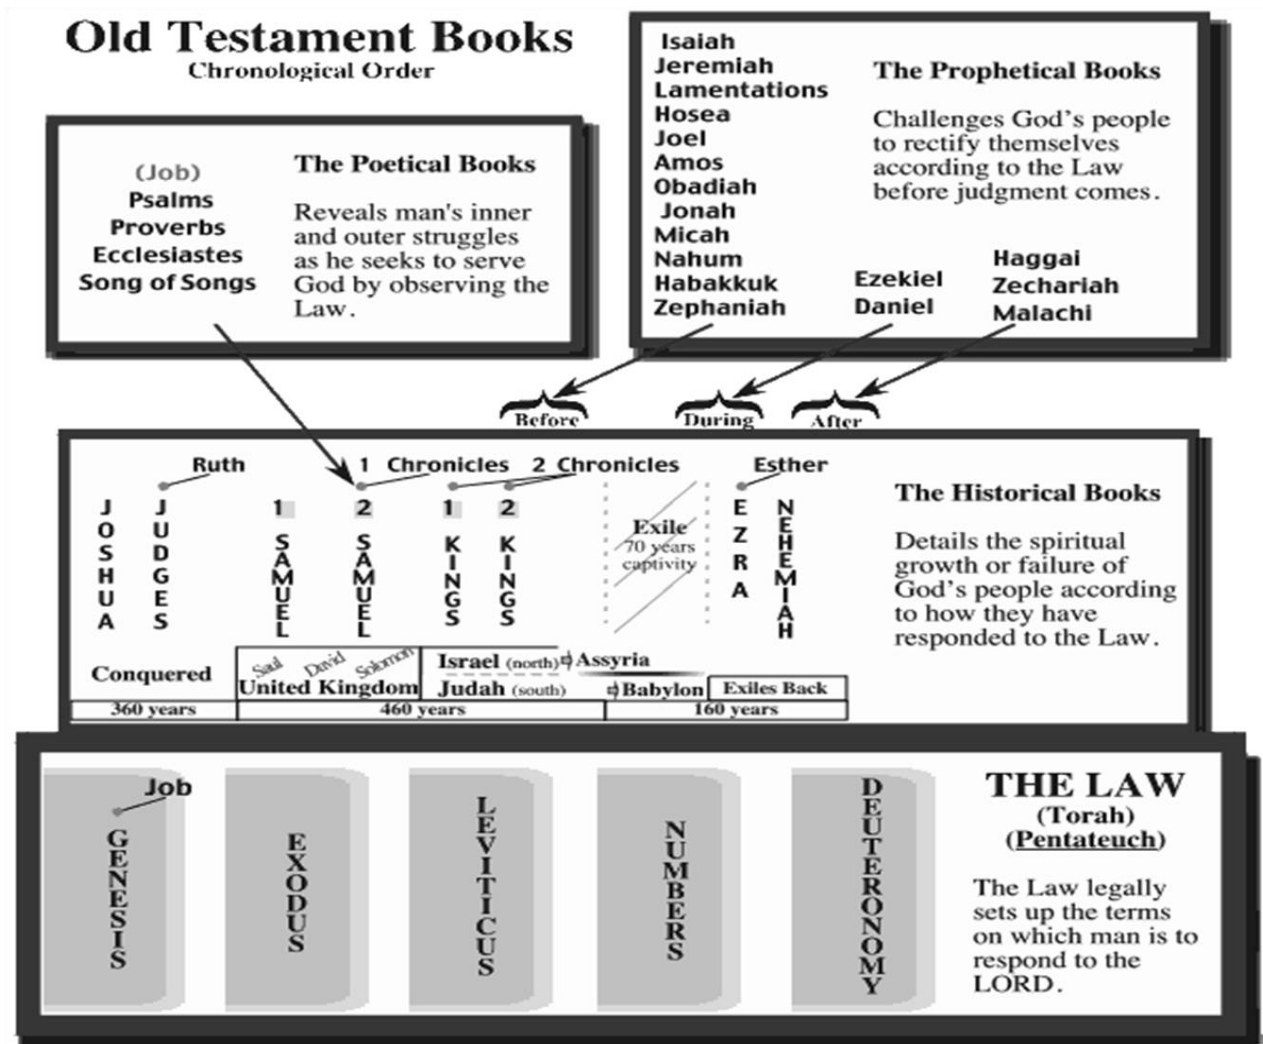 Old Testament Books
Chronological Order
(Job)
Psalms
Proverbs
Ecclesiastes
Song of Songs
The Poetical Books
Reveals man's inner
and outer struggles
as he seeks to serve
God by observing the
Law.
Isaiah
Jeremiah
Lamentations
Hosea
Joel
Amos
Obadiah
Jonah
Micah
Nahum
Habakkuk
Zephaniah
Ezekiel
Daniel
Haggai
Zechariah
Malachi
The Prophetical Books
Challenges God's people
to rectify themselves
according to the Law
before judgment comes.
Before
During
After
Ruth
1 Chronicles
2 Chronicles
Esther
JOSHUA
JUDGES
1 SAMUEL
2 SAMUEL
1 KINGS
2 KINGS
Exile
70 years
captivity
EZRA
NEHEMIAH
The Historical Books
Details the spiritual
growth or failure of
God's people according
to how they have
responded to the Law.
Conquered
Saul David Solomon
United Kingdom
Israel (north) Assyria
Judah (south) Babylon
Exiles Back
360 years
460 years
160 years
Job
GENESIS
EXODUS
LEVITICUS
NUMBERS
DEUTERONOMY
THE LAW
(Torah)
(Pentateuch)
The Law legally
sets up the terms
on which man is to
respond to the
LORD.